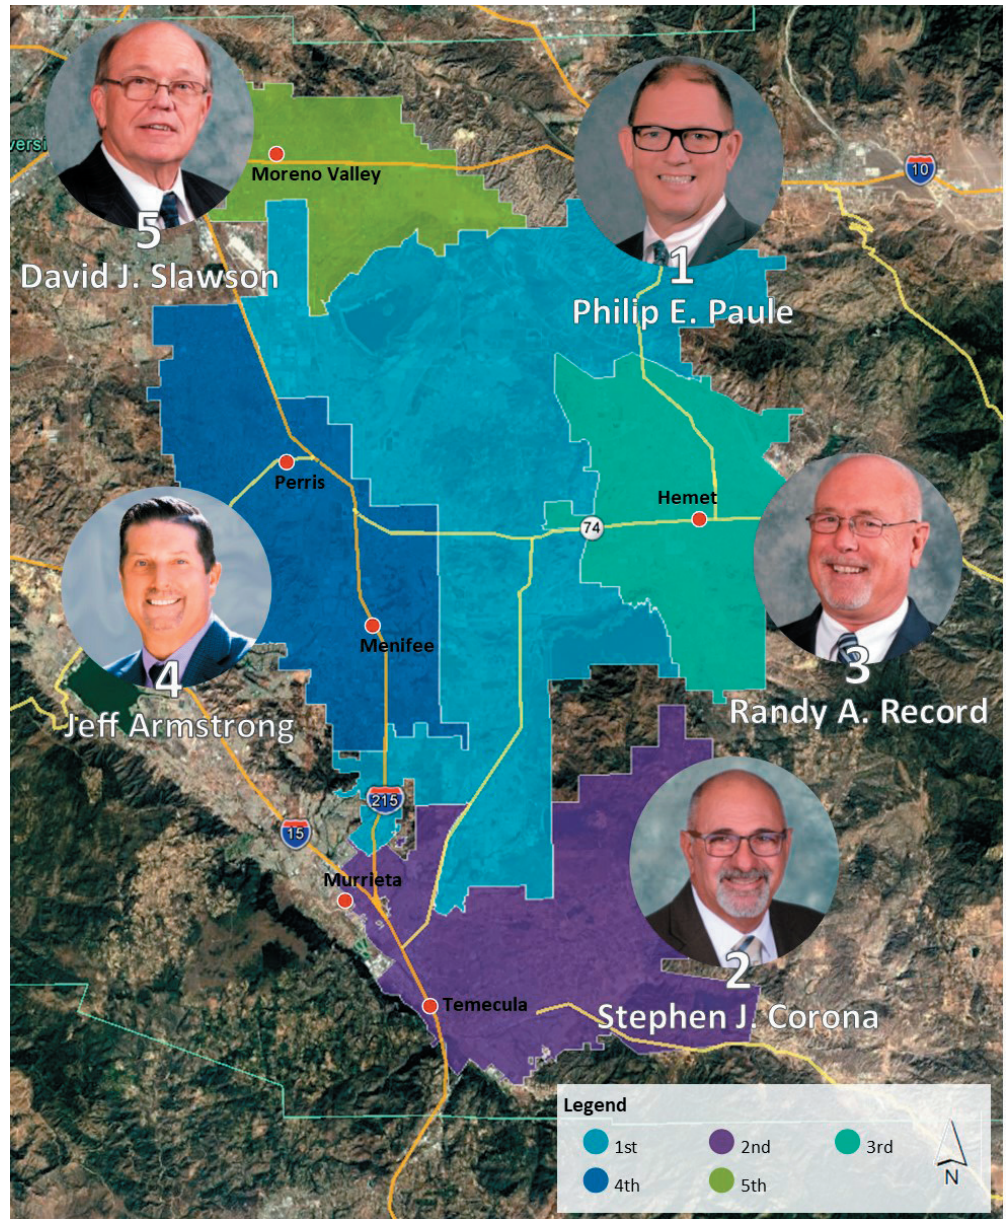 versi
10
Moreno Valley
5
David J. Slawson
1
Philip E. Paule
Perris
Hemet
74
Menifee
4
Jeff Armstrong
3
Randy A. Record
215
15
Murrieta
2
Stephen J. Corona
Temecula
Legend
1st
2nd
3rd
4th
5th
N